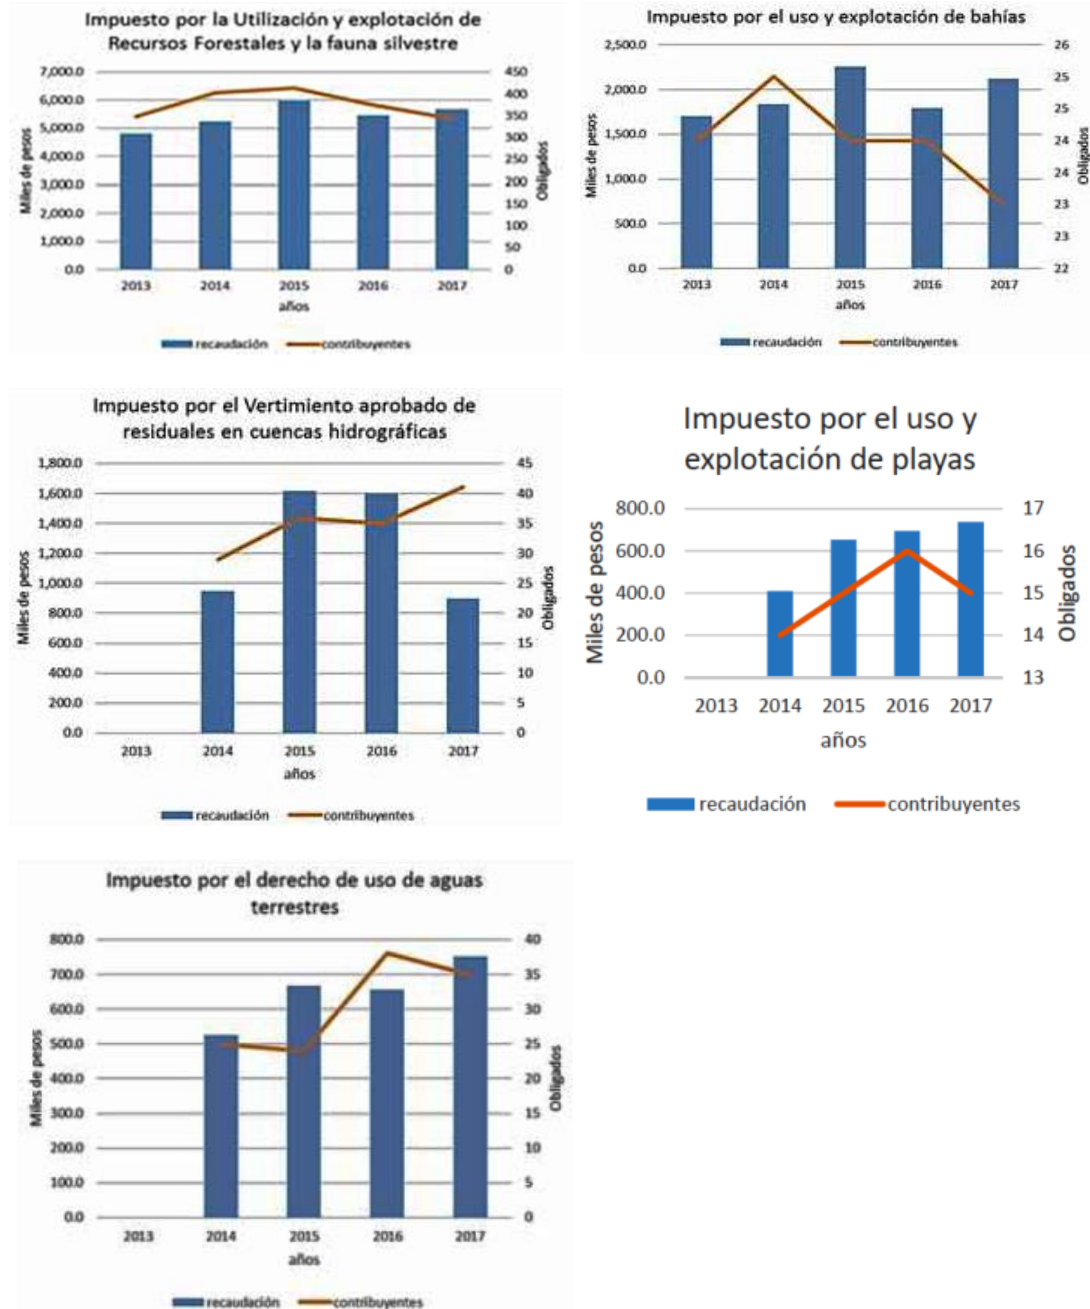 Impuesto por la Utilización y explotación de
Recursos Forestales y la fauna silvestre
7,000.0
6,000.0
5,000.0
4,000.0
3,000.0
2,000.0
1,000.0
0.0
Miles de pesos
450
400
350
300
250
200
150
100
50
0
Obligados
2013 2014 2015 2016 2017
años
recaudación contribuyentes
Impuesto por el uso y explotación de bahías
2,500.0
2,000.0
1,500.0
1,000.0
500.0
0.0
Miles de pesos
26
25
25
24
24
23
23
22
Obligados
2013 2014 2015 2016 2017
años
recaudación contribuyentes
Impuesto por el Vertimiento aprobado de
residuales en cuencas hidrográficas
1,800.0
1,600.0
1,400.0
1,200.0
1,000.0
800.0
600.0
400.0
200.0
0.0
Miles de pesos
45
40
35
30
25
20
15
10
5
0
Obligados
2013 2014 2015 2016 2017
años
recaudación contribuyentes
Impuesto por el uso y
explotación de playas
800.0
600.0
400.0
200.0
0.0
Miles de pesos
17
16
15
14
13
Obligados
2013 2014 2015 2016 2017
años
recaudación contribuyentes
Impuesto por el derecho de uso de aguas
terrestres
800.0
700.0
600.0
500.0
400.0
300.0
200.0
100.0
0.0
Miles de pesos
40
35
30
25
20
15
10
5
0
Obligados
2013 2014 2015 2016 2017
años
recaudación contribuyentes